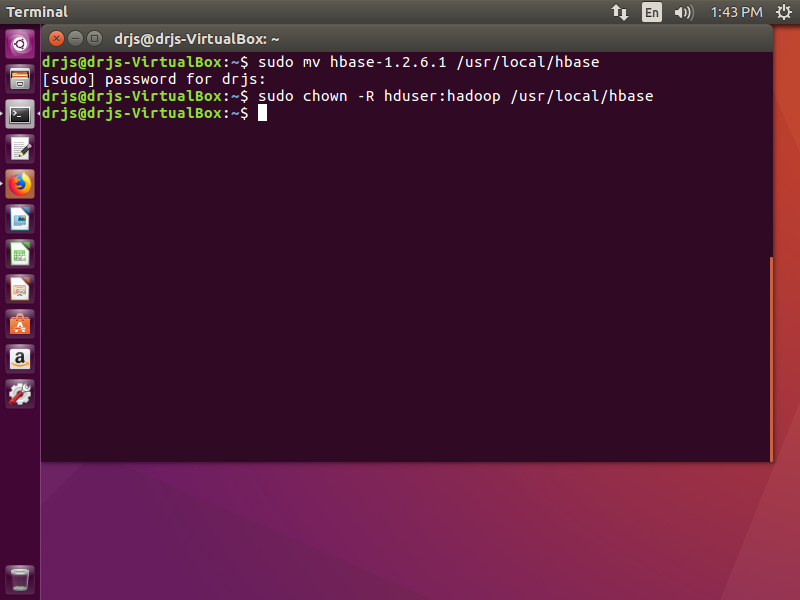 Terminal
En
1:43 PM
drjs@drjs-VirtualBox: ~
drjs@drjs-VirtualBox:~$ sudo mv hbase-1.2.6.1 /usr/local/hbase
[sudo] password for drjs:
drjs@drjs-VirtualBox:~$ sudo chown -R hduser:hadoop /usr/local/hbase
drjs@drjs-VirtualBox:~$
a